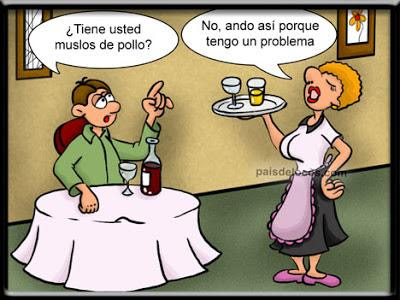 ¿Tiene usted
muslos de pollo?
No, ando así porque
tengo un problema
paisdelocos.com